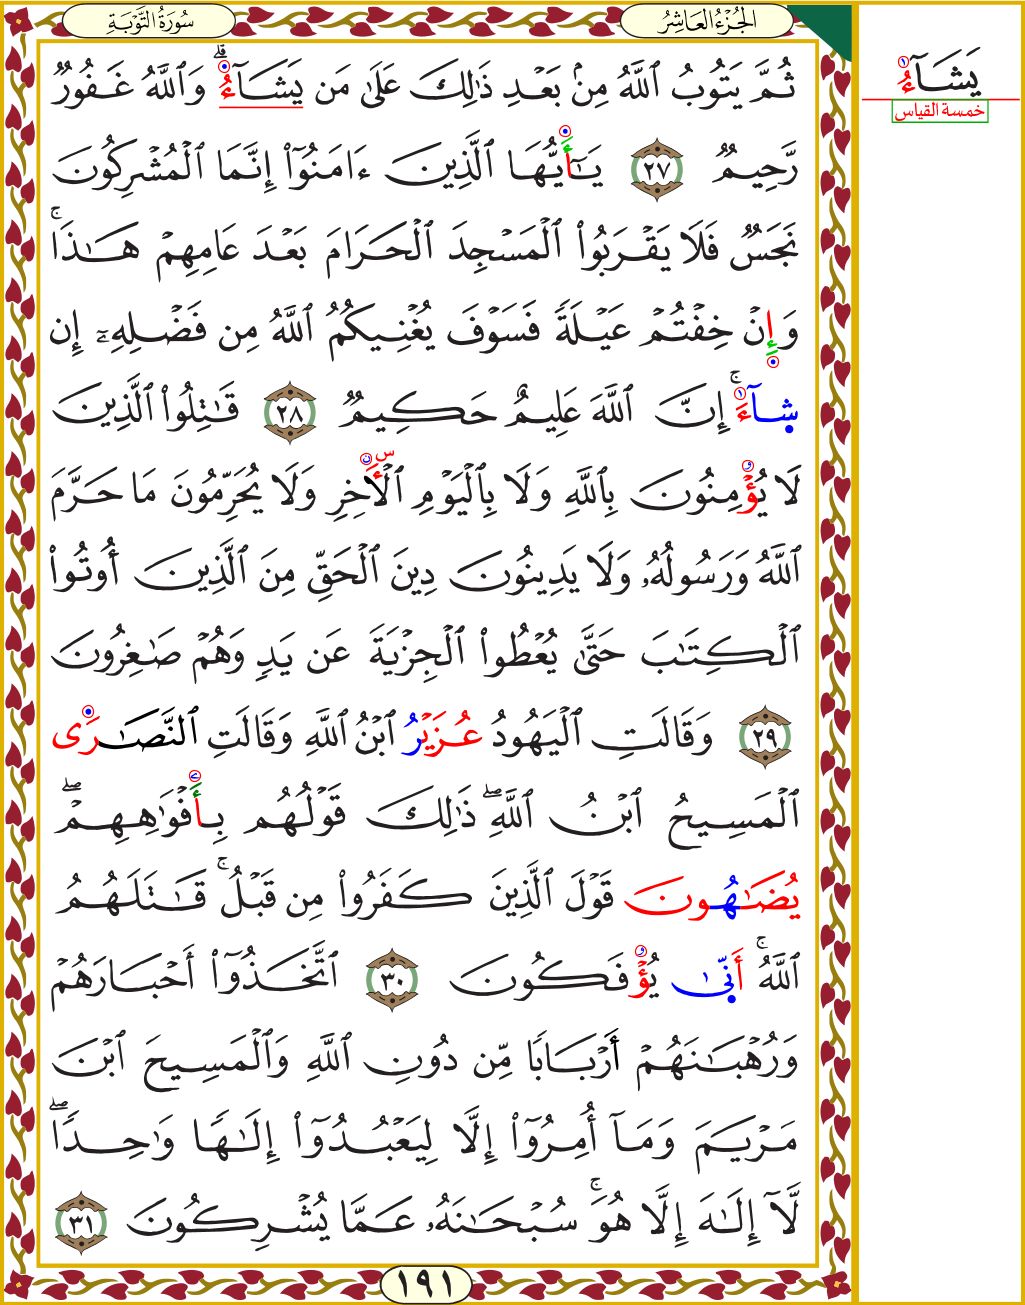 سُورَةُ التَّوۡبَةِ
الجُزۡءُ العَاشِرُ
ثُمَّ يَتُوبُ ٱللَّهُ مِنۢ بَعۡدِ ذَٰلِكَ عَلَىٰ مَن يَشَآءُۗ وَٱللَّهُ غَفُورٞ
رَّحِيمٞ ٢٧ يَـٰٓأَيُّهَا ٱلَّذِينَ ءَامَنُوٓاْ إِنَّمَا ٱلۡمُشۡرِكُونَ
نَجَسٞ فَلَا يَقۡرَبُواْ ٱلۡمَسۡجِدَ ٱلۡحَرَامَ بَعۡدَ عَامِهِمۡ هَـٰذَاۚ
وَإِنۡ خِفۡتُمۡ عَيۡلَةٗ فَسَوۡفَ يُغۡنِيكُمُ ٱللَّهُ مِن فَضۡلِهِۦٓ إِن
شَآءَۚ إِنَّ ٱللَّهَ عَلِيمٌ حَكِيمٞ ٢٨ قَٰتِلُواْ ٱلَّذِينَ
لَا يُؤۡمِنُونَ بِٱللَّهِ وَلَا بِٱلۡيَوۡمِ ٱلۡأٓخِرِ وَلَا يُحَرِّمُونَ مَا حَرَّمَ
ٱللَّهُ وَرَسُولُهُۥ وَلَا يَدِينُونَ دِينَ ٱلۡحَقِّ مِنَ ٱلَّذِينَ أُوتُواْ
ٱلۡكِتَٰبَ حَتَّىٰ يُعۡطُواْ ٱلۡجِزۡيَةَ عَن يَدٖ وَهُمۡ صَٰغِرُونَ
٢٩ وَقَالَتِ ٱلۡيَهُودُ عُزَيۡرُ ٱبۡنُ ٱللَّهِ وَقَالَتِ ٱلنَّصَٰرَى
ٱلۡمَسِيحُ ٱبۡنُ ٱللَّهِۖ ذَٰلِكَ قَوۡلُهُم بِأَفۡوَٰهِهِمۡۖ
يُضَٰهُونَ قَوۡلَ ٱلَّذِينَ كَفَرُواْ مِن قَبۡلُۚ قَٰتَلَهُمُ
ٱللَّهُۚ أَنَّىٰ يُؤۡفَكُونَ ٣٠ ٱتَّخَذُوٓاْ أَحۡبَارَهُمۡ
وَرُهۡبَٰنَهُمۡ أَرۡبَابٗا مِّن دُونِ ٱللَّهِ وَٱلۡمَسِيحَ ٱبۡنَ
مَرۡيَمَ وَمَآ أُمِرُوٓاْ إِلَّا لِيَعۡبُدُوٓاْ إِلَٰهٗا وَٰحِدٗاۖ
لَّآ إِلَٰهَ إِلَّا هُوَۚ سُبۡحَٰنَهُۥ عَمَّا يُشۡرِكُونَ ٣١
١٩١
يَشَآءُ
خمسة القياس